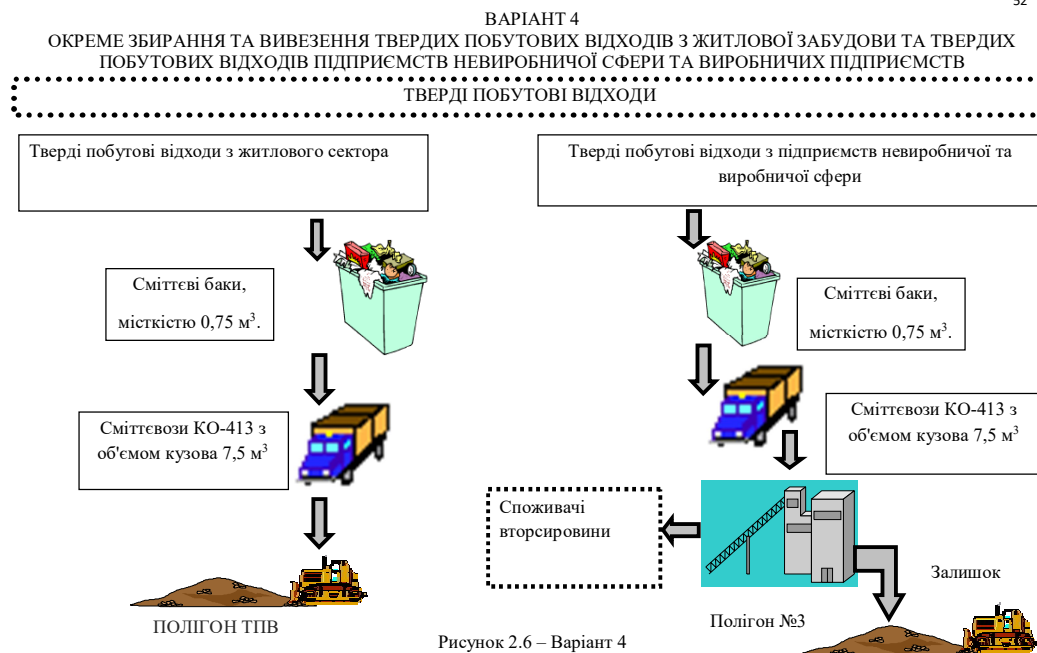 52
ВАРІАНТ 4
ОКРЕМЕ ЗБИРАННЯ ТА ВИВЕЗЕННЯ ТВЕРДИХ ПОБУТОВИХ ВІДХОДІВ З ЖИТЛОВОЇ ЗАБУДОВИ ТА ТВЕРДИХ
ПОБУТОВИХ ВІДХОДІВ ПІДПРИЄМСТВ НЕВИРОБНИЧОЇ СФЕРИ ТА ВИРОБНИЧИХ ПІДПРИЄМСТВ
ТВЕРДІ ПОБУТОВІ ВІДХОДИ
Тверді побутові відходи з житлового сектора
Тверді побутові відходи з підприємств невиробничої та
виробничої сфери
Сміттєві баки,
місткістю 0,75 м³.
Сміттєві баки,
місткістю 0,75 м³.
Сміттєвози КО-413 з
об'ємом кузова 7,5 м³
Сміттєвози КО-413 з
об'ємом кузова 7,5 м³
Споживачі
вторсировини
Залишок
ПОЛІГОН ТПВ
Полігон №3
Рисунок 2.6 – Варіант 4